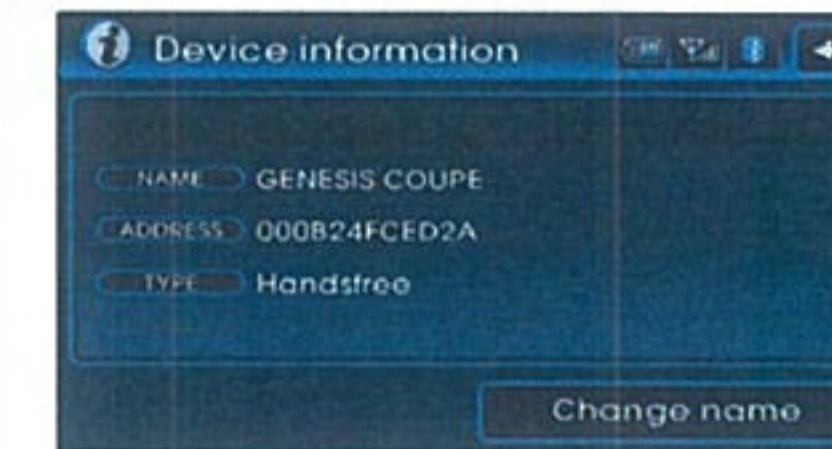 Device information
NAME GENESIS COUPE
ADDRESS 000B24FCED2A
TYPE Handsfree
Change name